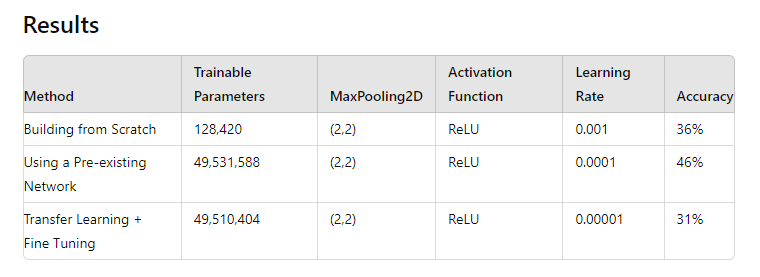 Results
Method Trainable Parameters MaxPooling2D Activation Function Learning Rate Accuracy
Building from Scratch 128,420 (2,2) ReLU 0.001 36%
Using a Pre-existing Network 49,531,588 (2,2) ReLU 0.0001 46%
Transfer Learning + Fine Tuning 49,510,404 (2,2) ReLU 0.00001 31%